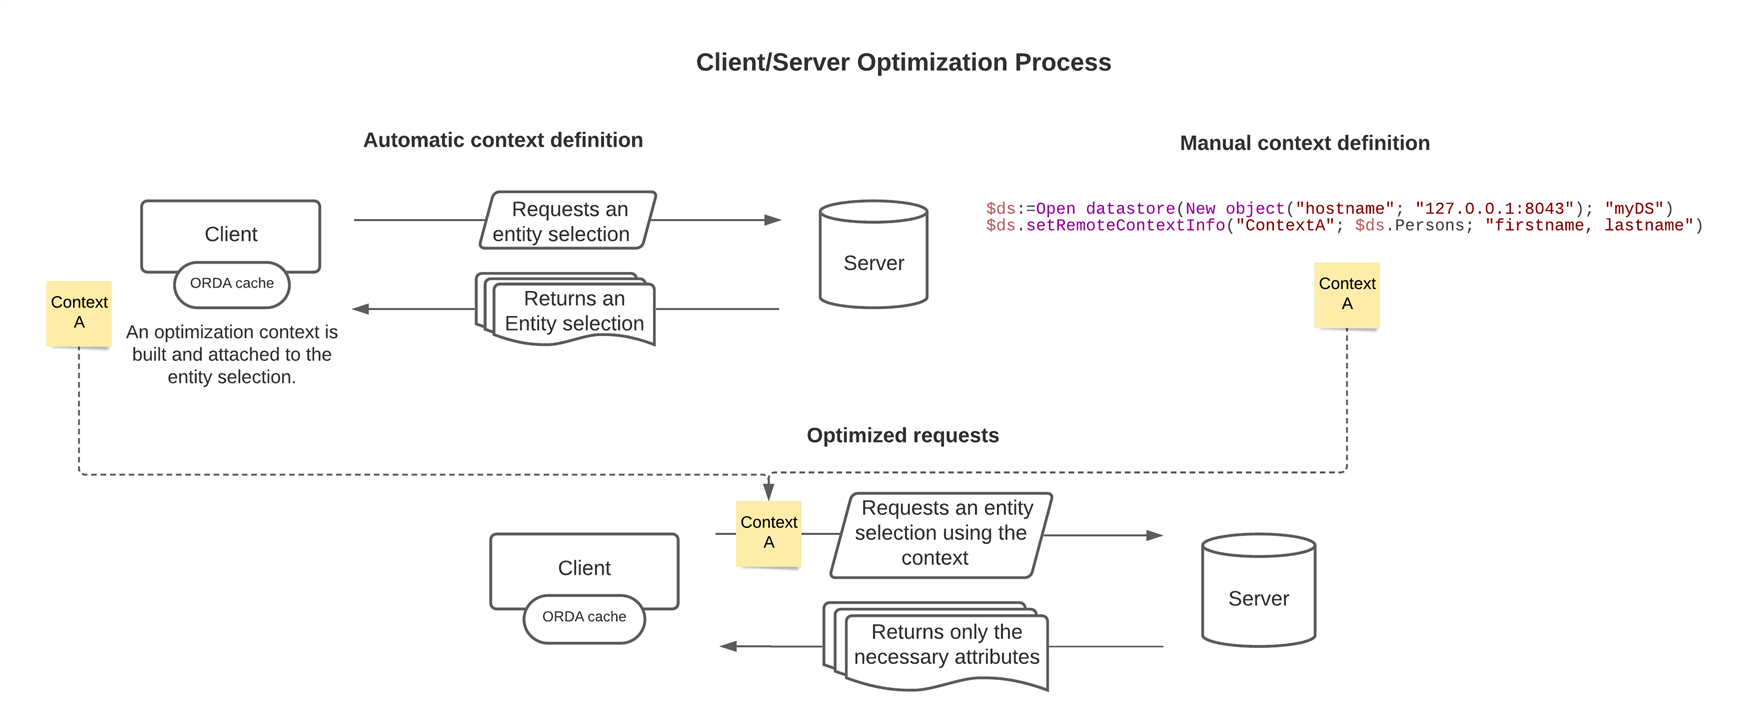 Client/Server Optimization Process
Automatic context definition
Client
ORDA cache
Context
A
An optimization context is
built and attached to the
entity selection.
Requests an
entity selection
Returns an
Entity selection
Server
Manual context definition
$ds:=Open datastore(New object("hostname"; "127.0.0.1:8043"); "myDS")
$ds.setRemoteContextInfo("ContextA"; $ds.Persons; "firstname, lastname")
Context
A
Optimized requests
Client
ORDA cache
Context
A
Requests an entity
selection using the
context
Returns only the
necessary attributes
Server